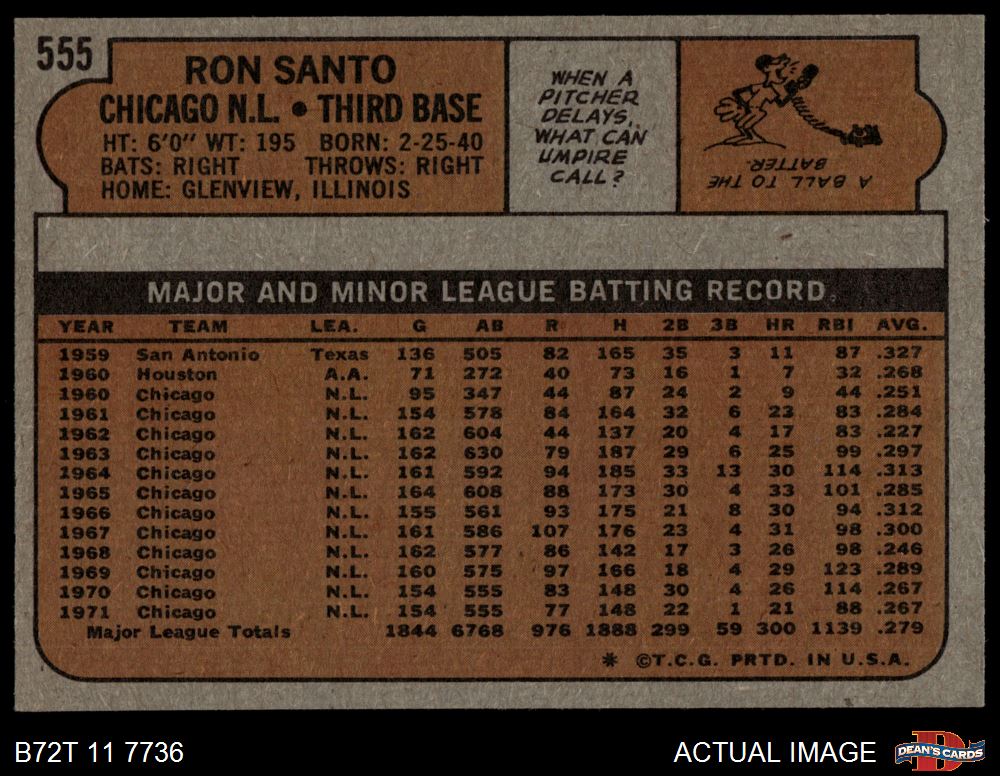 555
RON SANTO
CHICAGO N.L. • THIRD BASE
HT: 6'0" WT: 195 BORN: 2-25-40
BATS: RIGHT THROWS: RIGHT
HOME: GLENVIEW, ILLINOIS
WHEN A
PITCHER
DELAYS,
WHAT CAN
UMPIRE
CALL?
A BALL TO THE
BATTER.
MAJOR AND MINOR LEAGUE BATTING RECORD
YEAR TEAM LEA. G AB R H 2B 3B HR RBI AVG.
1959 San Antonio Texas 136 505 82 165 35 3 11 87 .327
1960 Houston A.A. 71 272 40 73 16 1 7 32 .268
1960 Chicago N.L. 95 347 44 87 24 2 9 44 .251
1961 Chicago N.L. 154 578 84 164 32 6 23 83 .284
1962 Chicago N.L. 162 604 44 137 20 4 17 83 .227
1963 Chicago N.L. 162 630 79 187 29 6 25 99 .297
1964 Chicago N.L. 161 592 94 185 33 13 30 114 .313
1965 Chicago N.L. 164 608 88 173 30 4 33 101 .285
1966 Chicago N.L. 155 561 93 175 21 8 30 94 .312
1967 Chicago N.L. 161 586 107 176 23 4 31 98 .300
1968 Chicago N.L. 162 577 86 142 17 3 26 98 .246
1969 Chicago N.L. 160 575 97 166 18 4 29 123 .289
1970 Chicago N.L. 154 555 83 148 30 4 26 114 .267
1971 Chicago N.L. 154 555 77 148 22 1 21 88 .267
Major League Totals 1844 6768 976 1888 299 59 300 1139 .279
* ©T.C.G. PRTD. IN U.S.A.
B72T 11 7736
ACTUAL IMAGE
DEAN'S CARDS